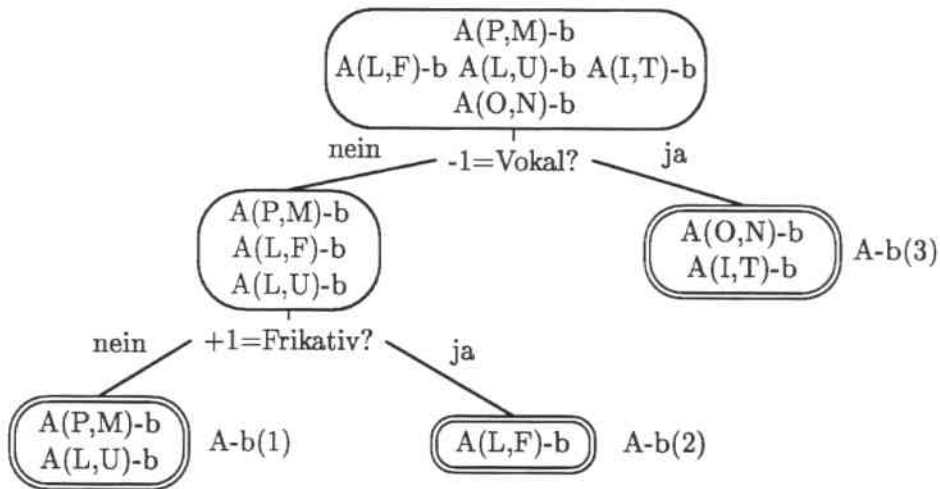 A(P,M)-b
A(L,F)-b A(L,U)-b A(I,T)-b
A(O,N)-b
nein -1=Vokal? ja
A(P,M)-b
A(L,F)-b
A(L,U)-b
A(O,N)-b
A(I,T)-b
A-b(3)
nein +1=Frikativ? ja
A(P,M)-b
A(L,U)-b
A-b(1)
A(L,F)-b
A-b(2)